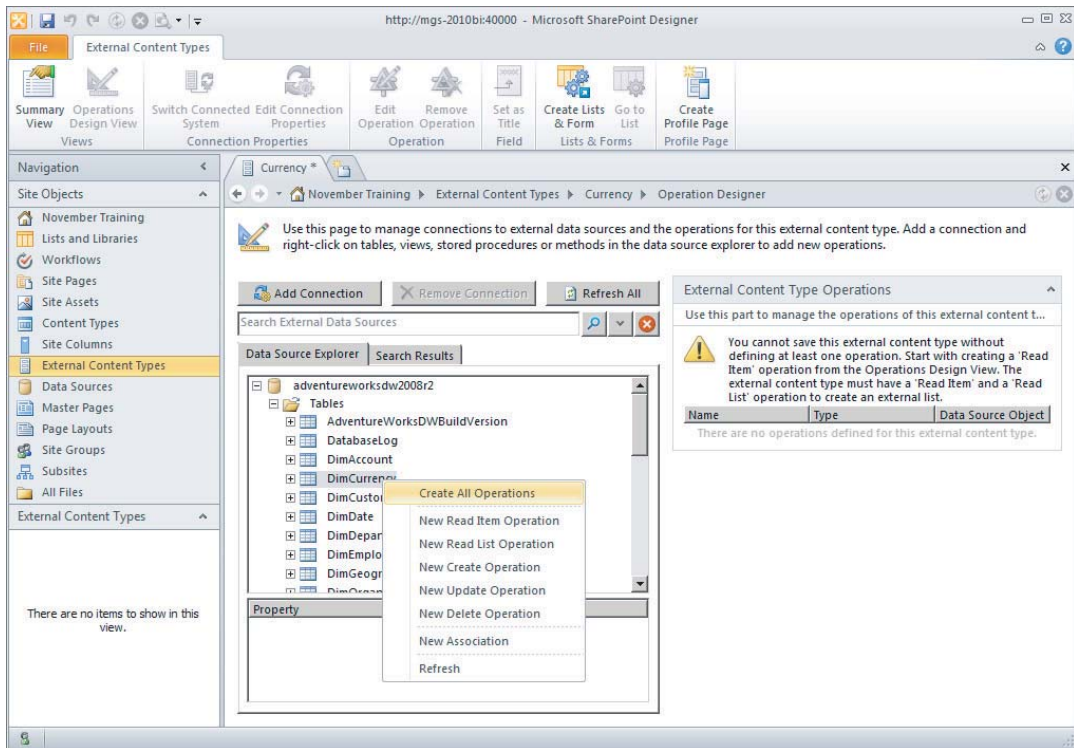 http://mgs-2010bi:40000 - Microsoft SharePoint Designer
File
External Content Types
Summary View
Operations Design View
Views
Switch Connected System
Edit Connection Properties
Connection Properties
Edit Operation
Remove Operation
Operation
Set as Title
Field
Create Lists & Form
Go to List
Lists & Forms
Create Profile Page
Profile Page
Navigation
Site Objects
November Training
Lists and Libraries
Workflows
Site Pages
Site Assets
Content Types
Site Columns
External Content Types
Data Sources
Master Pages
Page Layouts
Site Groups
Subsites
All Files
External Content Types
There are no items to show in this
view.
Currency *
November Training
External Content Types
Currency
Operation Designer
Use this page to manage connections to external data sources and the operations for this external content type. Add a connection and
right-click on tables, views, stored procedures or methods in the data source explorer to add new operations.
Add Connection
Remove Connection
Refresh All
Search External Data Sources
Data Source Explorer
Search Results
adventureworksdw2008r2
Tables
AdventureWorksDWBuildVersion
DatabaseLog
DimAccount
DimCurrency
DimCustor
DimDate
DimDepar
DimEmplo
DimGeogr
Property
Create All Operations
New Read Item Operation
New Read List Operation
New Create Operation
New Update Operation
New Delete Operation
New Association
Refresh
External Content Type Operations
Use this part to manage the operations of this external content t...
You cannot save this external content type without
defining at least one operation. Start with creating a 'Read
Item' operation from the Operations Design View. The
external content type must have a 'Read Item' and a 'Read
List' operation to create an external list.
Name
Type
Data Source Object
There are no operations defined for this external content type.